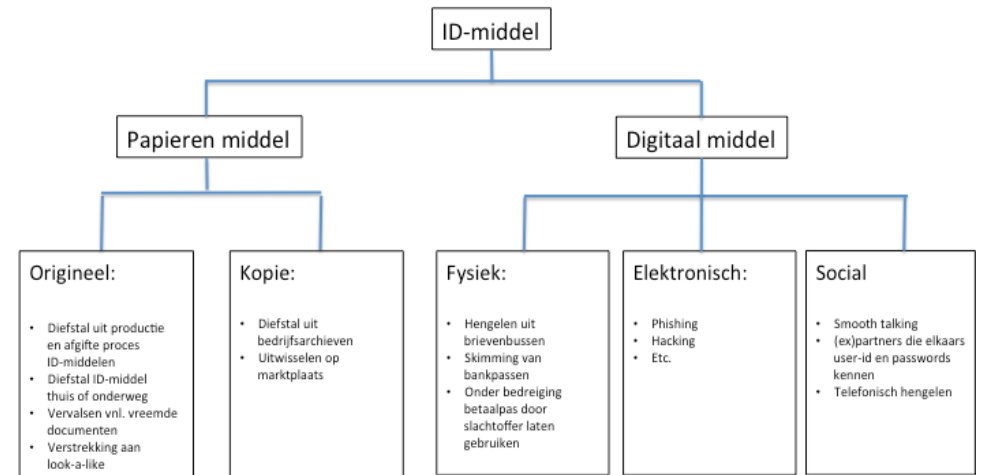 ID-middel
Papieren middel
Digitaal middel
Origineel:
• Diefstal uit productie
en afgifte proces
ID-middelen
• Diefstal ID-middel
thuis of onderweg
• Vervalsen vnl. vreemde
documenten
• Verstrekking aan
look-a-like
Kopie:
• Diefstal uit
bedrijfsarchieven
• Uitwisselen op
marktplaats
Fysiek:
• Hengelen uit
brievenbussen
• Skimming van
bankpassen
• Onder bedreiging
betaalpas door
slachtoffer laten
gebruiken
Elektronisch:
• Phishing
• Hacking
• Etc.
Social
• Smooth talking
• (ex)partners die elkaars
user-id en passwords
kennen
• Telefonisch hengelen